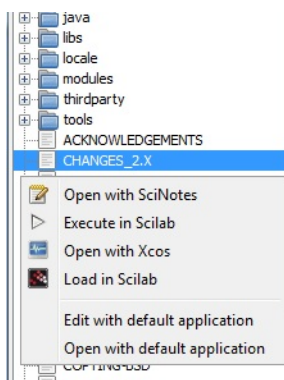 java
libs
locale
modules
thirdparty
tools
ACKNOWLEDGEMENTS
CHANGES_2.X
Open with SciNotes
Execute in Scilab
Open with Xcos
Load in Scilab
Edit with default application
Open with default application
COPYING-BSD